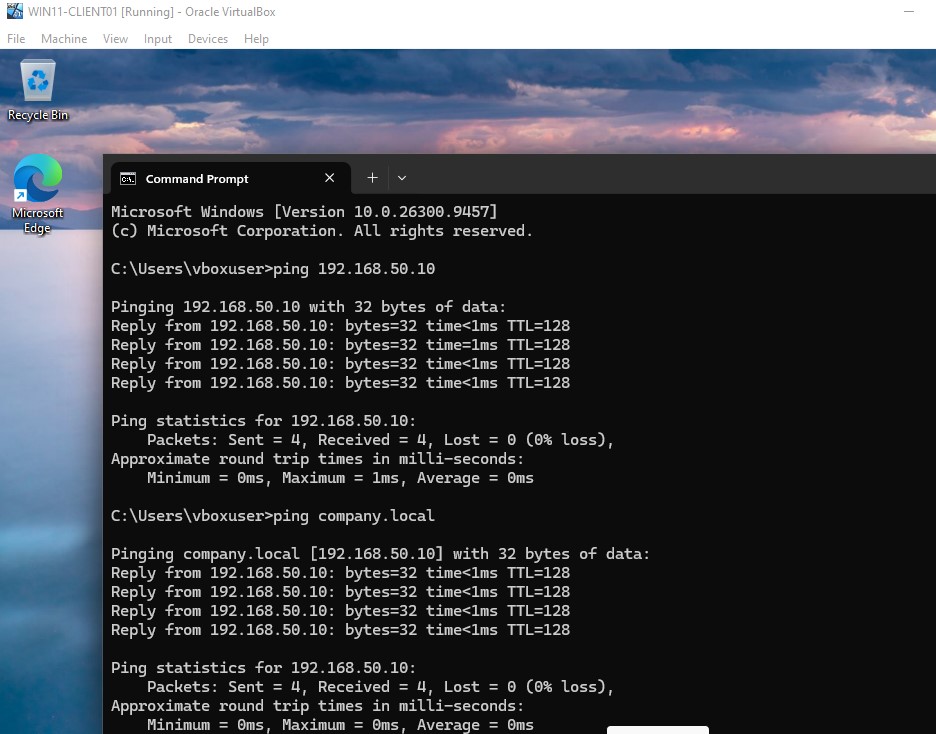 WIN11-CLIENT01 [Running] - Oracle VirtualBox
File Machine View Input Devices Help
Recycle Bin
Microsoft
Edge
Command Prompt
Microsoft Windows [Version 10.0.26300.9457]
(c) Microsoft Corporation. All rights reserved.
C:\Users\vboxuser>ping 192.168.50.10
Pinging 192.168.50.10 with 32 bytes of data:
Reply from 192.168.50.10: bytes=32 time<1ms TTL=128
Reply from 192.168.50.10: bytes=32 time=1ms TTL=128
Reply from 192.168.50.10: bytes=32 time<1ms TTL=128
Reply from 192.168.50.10: bytes=32 time<1ms TTL=128
Ping statistics for 192.168.50.10:
Packets: Sent = 4, Received = 4, Lost = 0 (0% loss),
Approximate round trip times in milli-seconds:
Minimum = 0ms, Maximum = 1ms, Average = 0ms
C:\Users\vboxuser>ping company.local
Pinging company.local [192.168.50.10] with 32 bytes of data:
Reply from 192.168.50.10: bytes=32 time<1ms TTL=128
Reply from 192.168.50.10: bytes=32 time<1ms TTL=128
Reply from 192.168.50.10: bytes=32 time<1ms TTL=128
Reply from 192.168.50.10: bytes=32 time<1ms TTL=128
Ping statistics for 192.168.50.10:
Packets: Sent = 4, Received = 4, Lost = 0 (0% loss),
Approximate round trip times in milli-seconds:
Minimum = 0ms, Maximum = 0ms, Average = 0ms